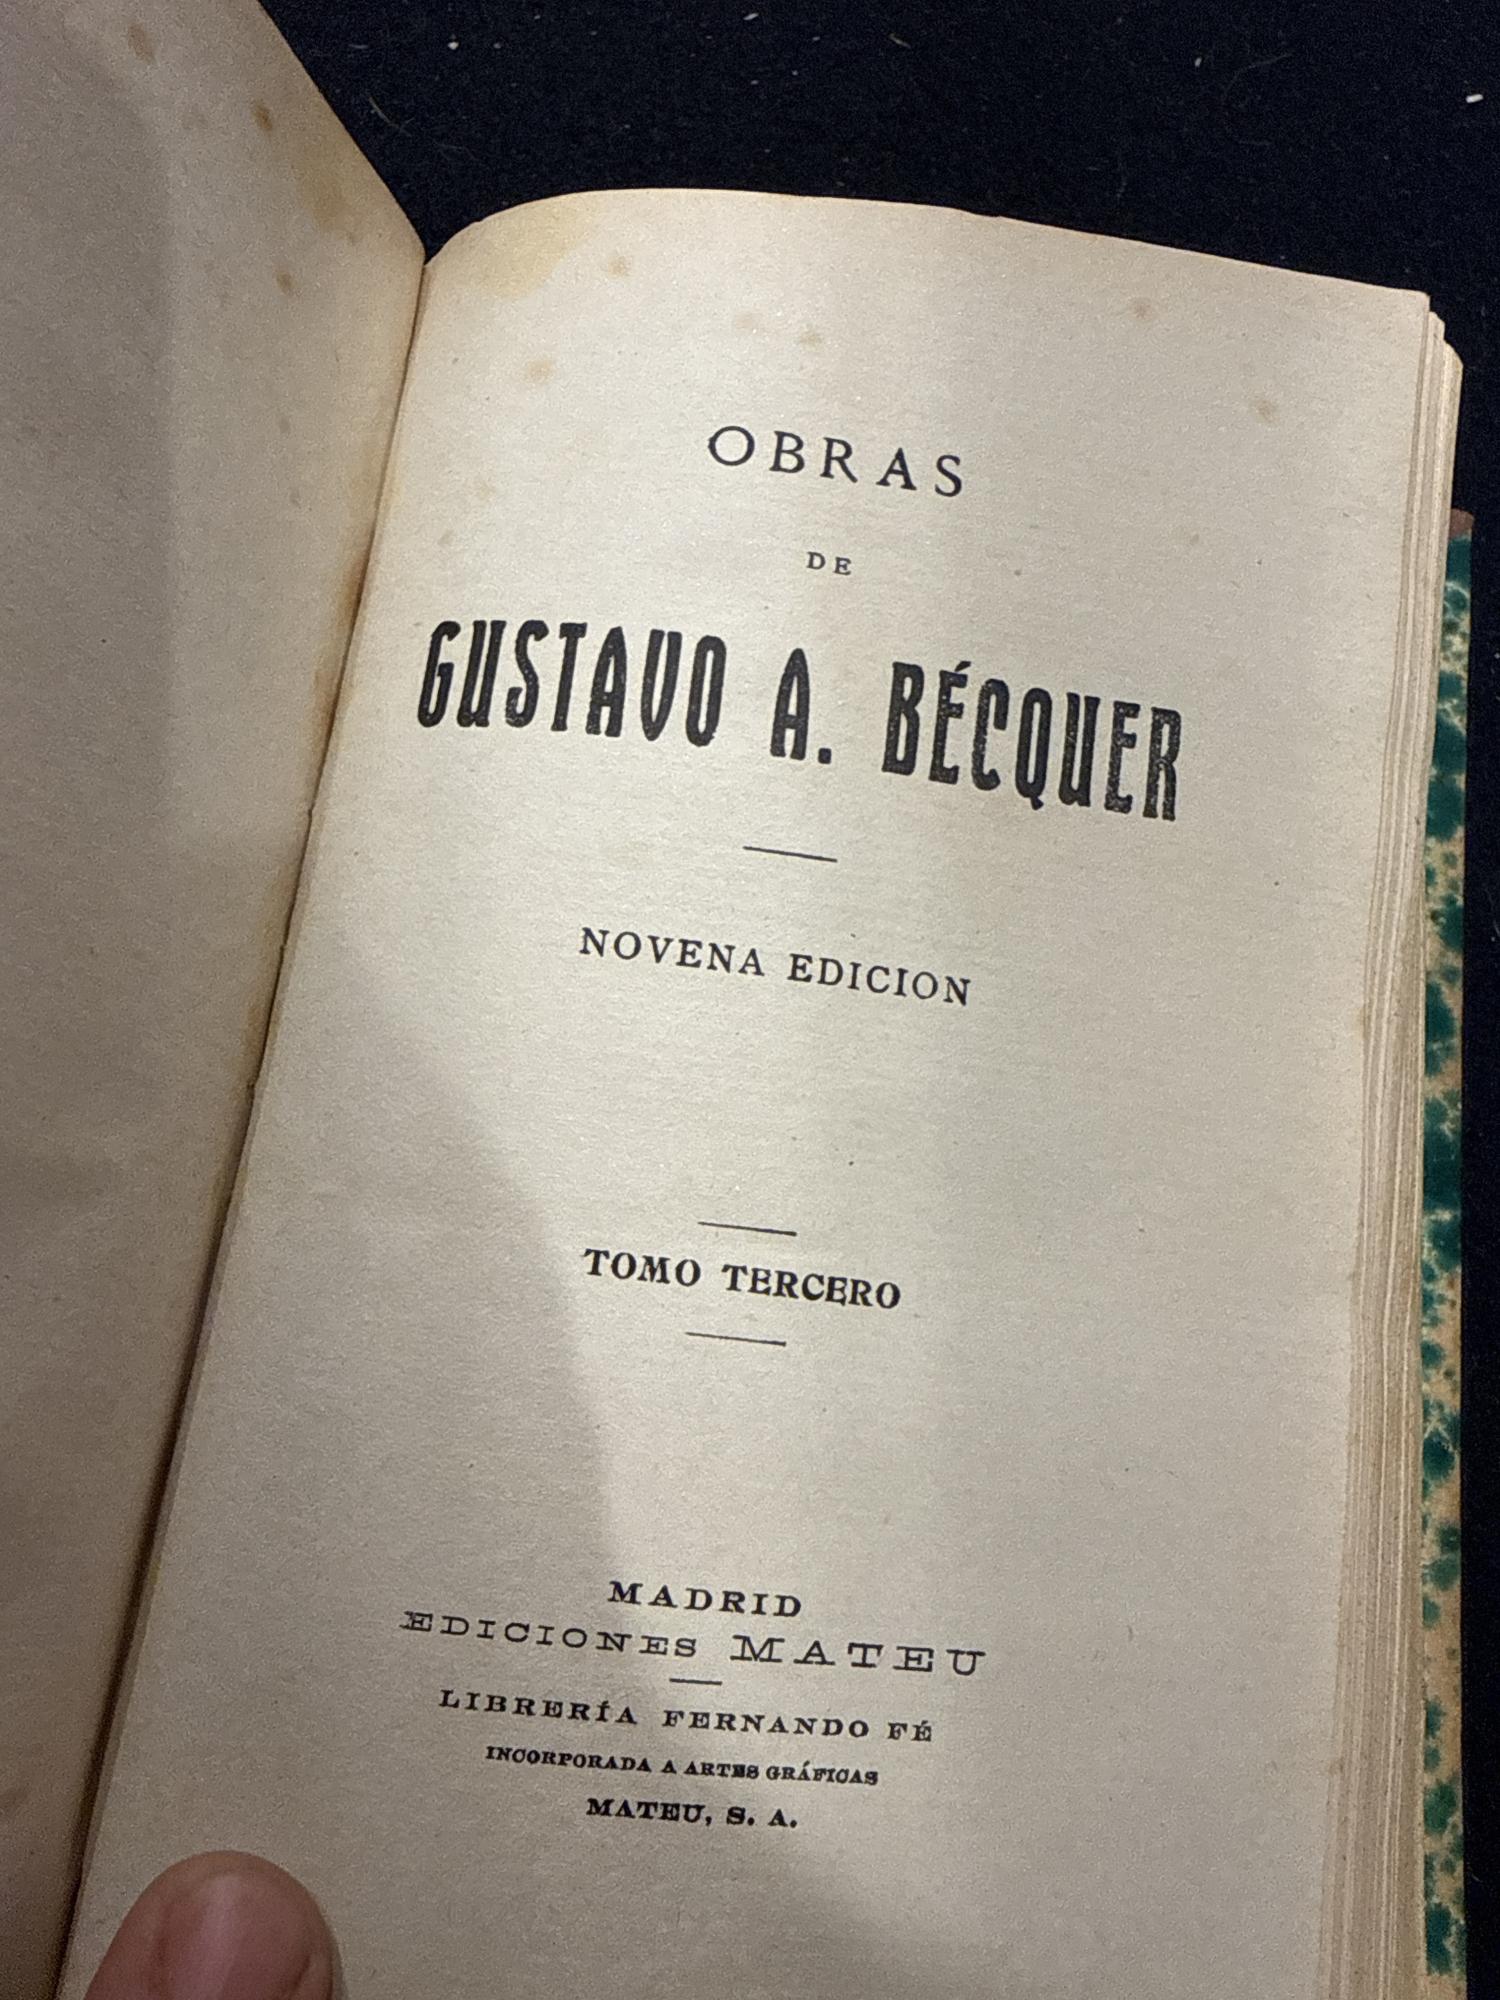 OBRAS
DE
GUSTAVO A. BÉCQUER
NOVENA EDICION
TOMO TERCERO
MADRID
EDICIONES MATEU
LIBRERÍA FERNANDO FÉ
INCORPORADA A ARTES GRÁFICAS
MATEU, S. A.